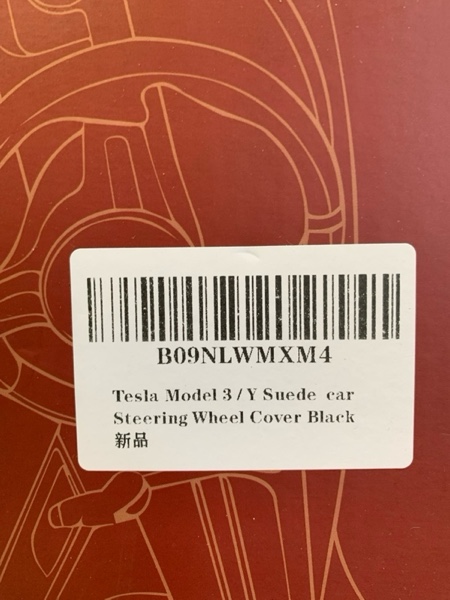 B09NLWMXM4
Tesla Model 3 / Y Suede car
Steering Wheel Cover Black
新品